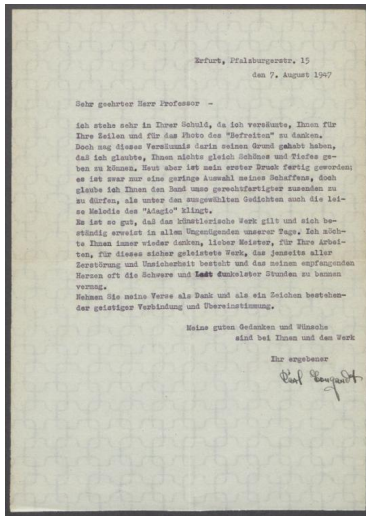 Erfurt, Pfalzburgerstr. 15
den 7. August 1947
Sehr geehrter Herr Professor -
ich stehe sehr in Ihrer Schuld, da ich versäumte, Ihnen für
Ihre Zeilen und für das Photo des "Befreiten" zu danken.
Doch mag dieses Versäumnis darin seinen Grund gehabt haben,
daß ich glaubte, Ihnen nichts gleich Schönes und Tiefes ge-
ben zu können. Heut aber ist mein erster Druck fertig geworden;
es ist zwar nur eine geringe Auswahl meines Schaffens, doch
glaube ich Ihnen den Band umso gerechtfertigter zusenden zu
zu dürfen, als unter den ausgewählten Gedichten auch die lei-
se Melodie des "Adagio" klingt.
Es ist so gut, daß das künstlerische Werk gilt und sich be-
ständig erweist in allem Ungenügenden unserer Tage. Ich möch-
te Ihnen immer wieder danken, lieber Meister, für Ihre Arbei-
ten, für dieses sicher geleistete Werk, das jenseits aller
Zerstörung und Unsicherheit besteht und das meinem empfangenden
Herzen oft die Schwere und Last dunkelster Stunden zu bannen
vermag.
Nehmen Sie meine Verse als Dank und als ein Zeichen bestehen-
der geistiger Verbindung und Übereinstimmung.
Meine guten Gedanken und Wünsche
sind bei Ihnen und dem Werk
Ihr ergebener